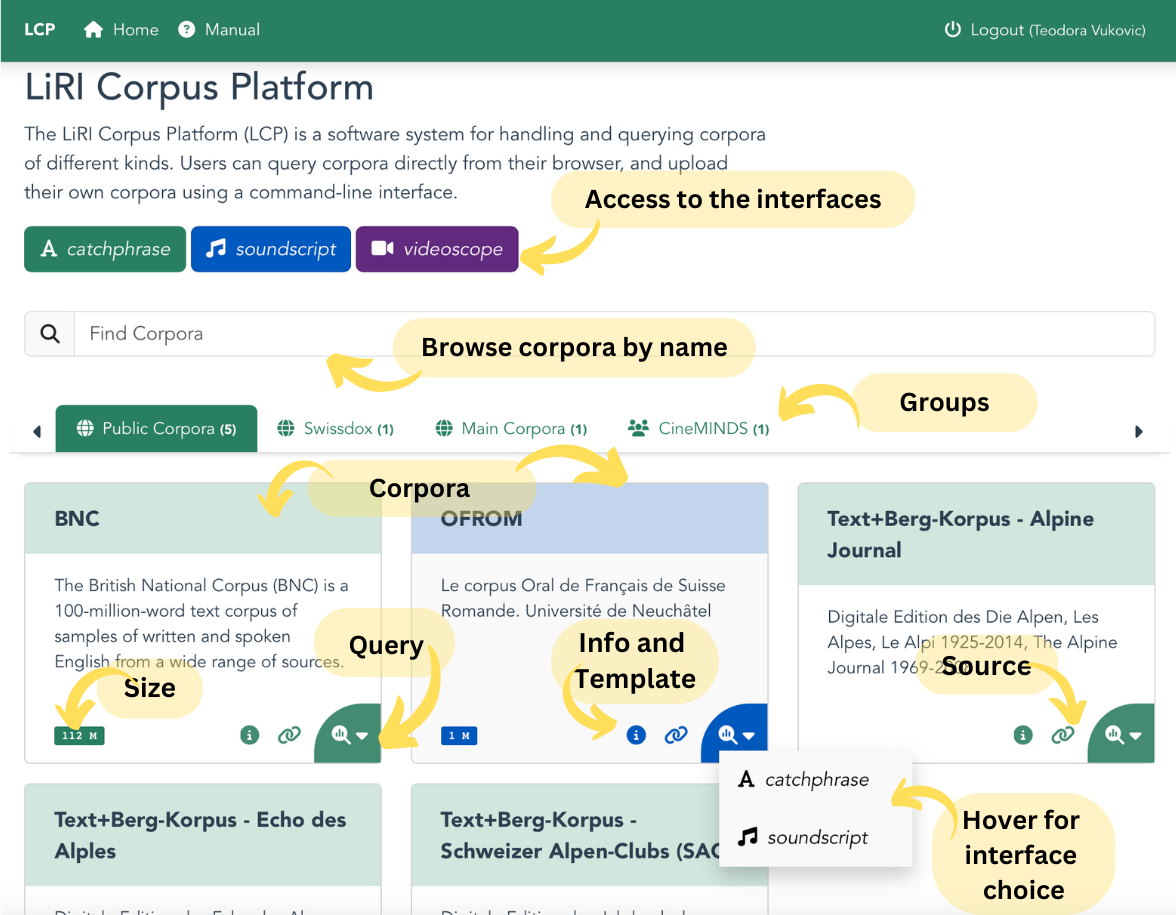 LCP Home Manual Logout (Teodora Vukovic)
LiRI Corpus Platform
The LiRI Corpus Platform (LCP) is a software system for handling and querying corpora
of different kinds. Users can query corpora directly from their browser, and upload
their own corpora using a command-line interface.
Access to the interfaces
catchphrase soundscript videoscope
Find Corpora
Browse corpora by name
Groups
Public Corpora (5) Swissdox (1) Main Corpora (1) CineMINDS (1)
Corpora
BNC
The British National Corpus (BNC) is a
100-million-word text corpus of
samples of written and spoken
English from a wide range of sources.
Size
Query
112 M
OFROM
Le corpus Oral de Français de Suisse
Romande. Université de Neuchâtel
Info and
Template
1 M
catchphrase
soundscript
Text+Berg-Korpus - Alpine
Journal
Digitale Edition des Die Alpen, Les
Alpes, Le Alpi 1925-2014, The Alpine
Journal 1969-
Source
Hover for
interface
choice
Text+Berg-Korpus - Echo des
Alples
Text+Berg-Korpus -
Schweizer Alpen-Clubs (SAC